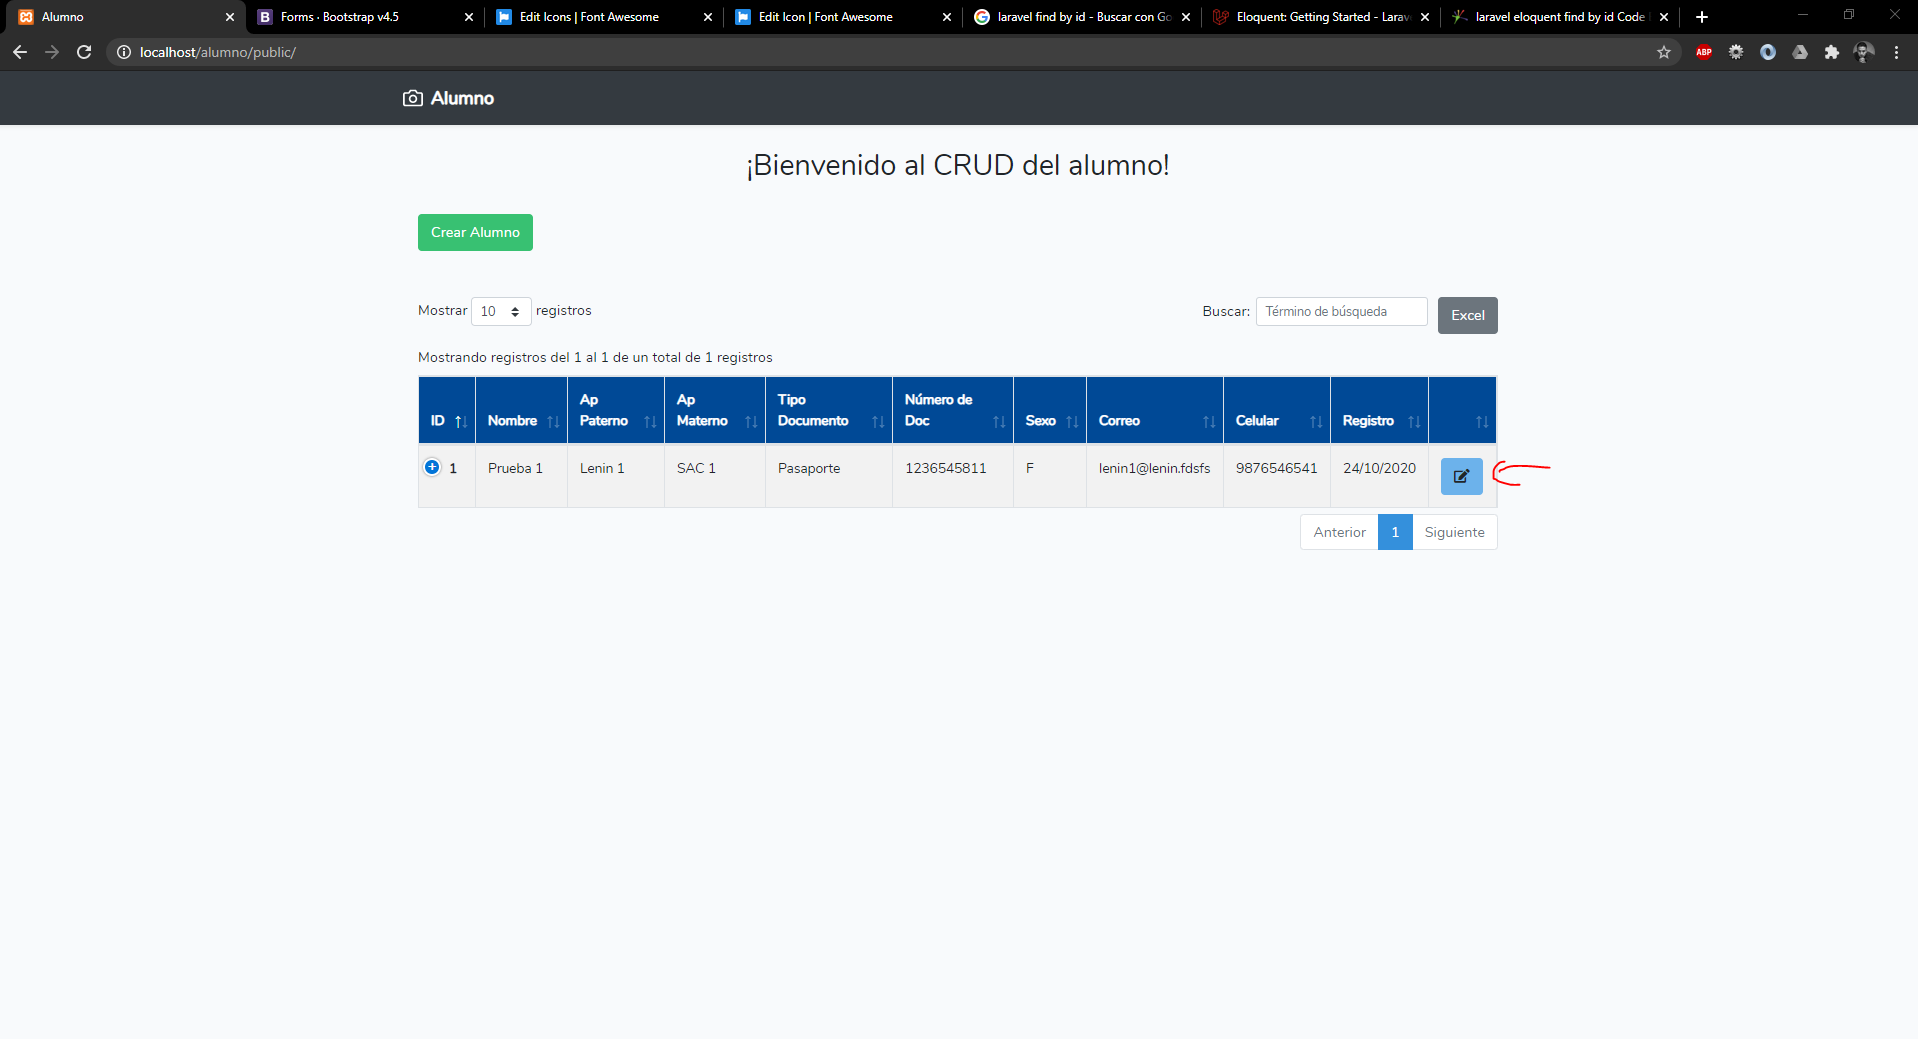 Alumno
Forms · Bootstrap v4.5
Edit Icons | Font Awesome
Edit Icon | Font Awesome
laravel find by id - Buscar con Go
Eloquent: Getting Started - Larav
laravel eloquent find by id Code
localhost/alumno/public/
ABP
Alumno
¡Bienvenido al CRUD del alumno!
Crear Alumno
Mostrar 10 registros
Buscar: Término de búsqueda Excel
Mostrando registros del 1 al 1 de un total de 1 registros
ID Nombre Ap Paterno Ap Materno Tipo Documento Número de Doc Sexo Correo Celular Registro
1 Prueba 1 Lenin 1 SAC 1 Pasaporte 1236545811 F lenin1@lenin.fdsfs 9876546541 24/10/2020
Anterior 1 Siguiente